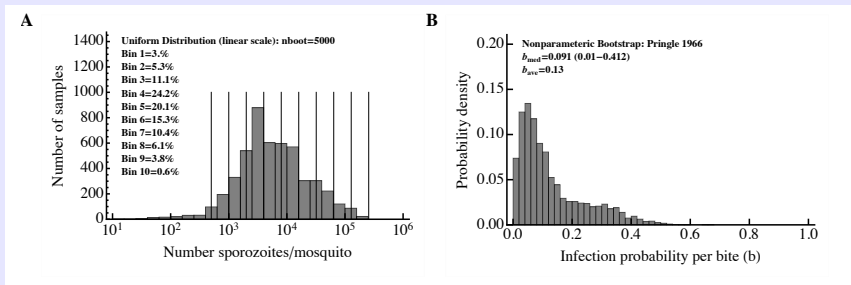 A
Uniform Distribution (linear scale): nboot=5000
Bin 1=3.%
Bin 2=5.3%
Bin 3=11.1%
Bin 4=24.2%
Bin 5=20.1%
Bin 6=15.3%
Bin 7=10.4%
Bin 8=6.1%
Bin 9=3.8%
Bin 10=0.6%
Number of samples
1400
1200
1000
800
600
400
200
0
10¹ 10² 10³ 10⁴ 10⁵ 10⁶
Number sporozoites/mosquito
B
Nonparameteric Bootstrap: Pringle 1966
b_med=0.091 (0.01−0.412)
b_ave=0.13
Probability density
0.20
0.15
0.10
0.05
0.00
0.0 0.2 0.4 0.6 0.8 1.0
Infection probability per bite (b)